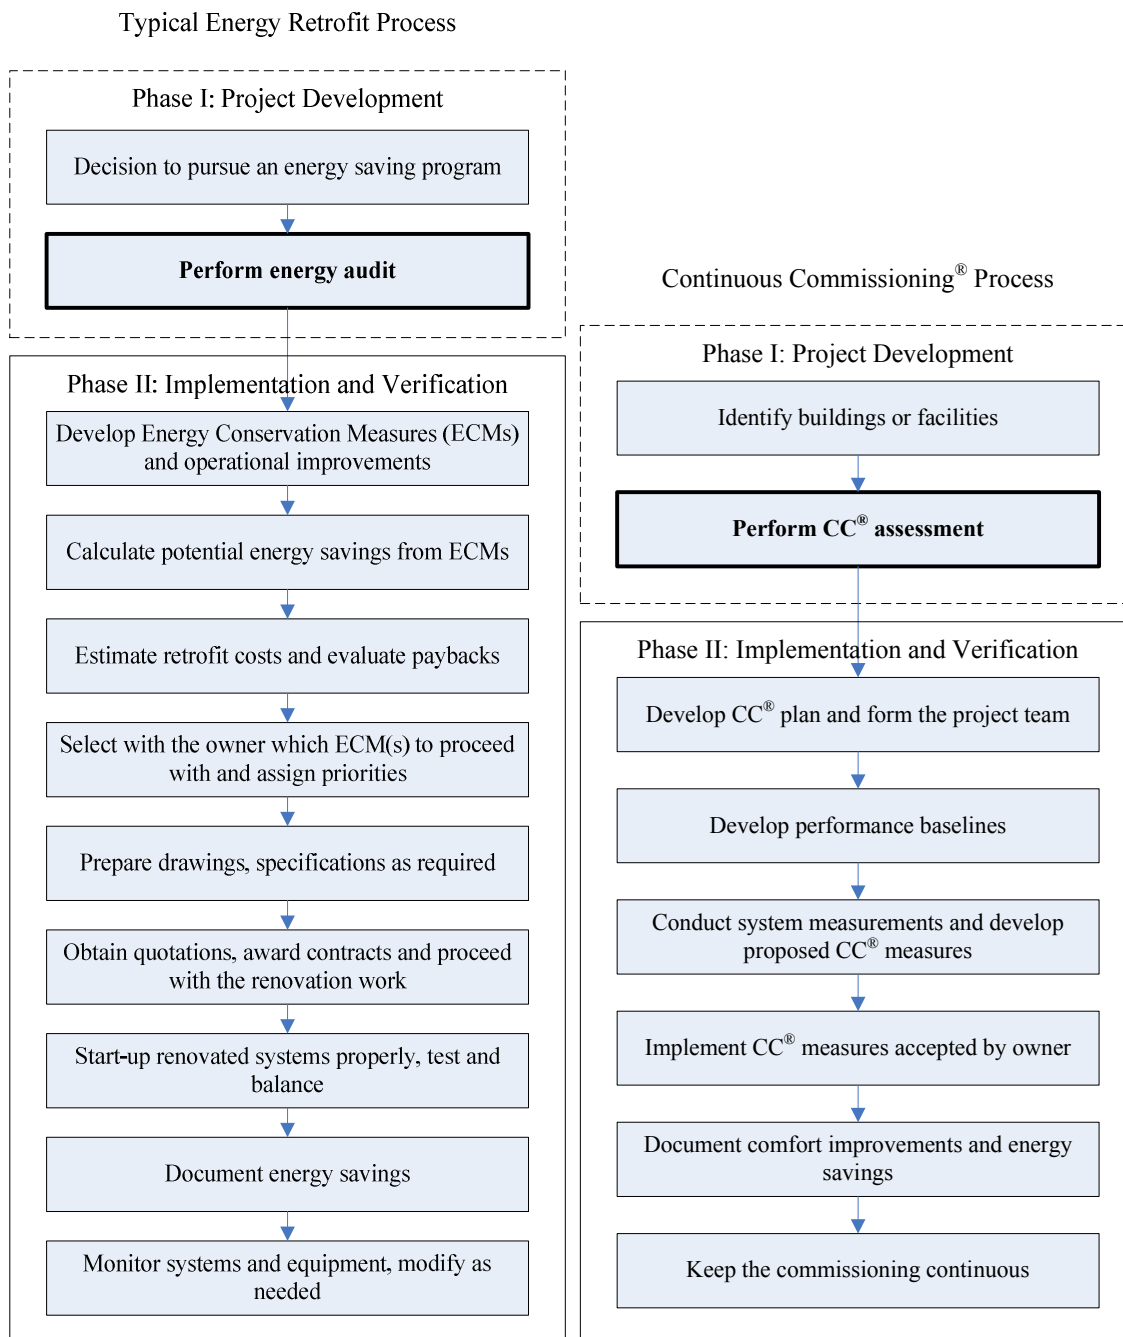 Typical Energy Retrofit Process
Phase I: Project Development
Decision to pursue an energy saving program
Perform energy audit
Phase II: Implementation and Verification
Develop Energy Conservation Measures (ECMs)
and operational improvements
Calculate potential energy savings from ECMs
Estimate retrofit costs and evaluate paybacks
Select with the owner which ECM(s) to proceed
with and assign priorities
Prepare drawings, specifications as required
Obtain quotations, award contracts and proceed
with the renovation work
Start-up renovated systems properly, test and
balance
Document energy savings
Monitor systems and equipment, modify as
needed
Continuous Commissioning® Process
Phase I: Project Development
Identify buildings or facilities
Perform CC® assessment
Phase II: Implementation and Verification
Develop CC® plan and form the project team
Develop performance baselines
Conduct system measurements and develop
proposed CC® measures
Implement CC® measures accepted by owner
Document comfort improvements and energy
savings
Keep the commissioning continuous